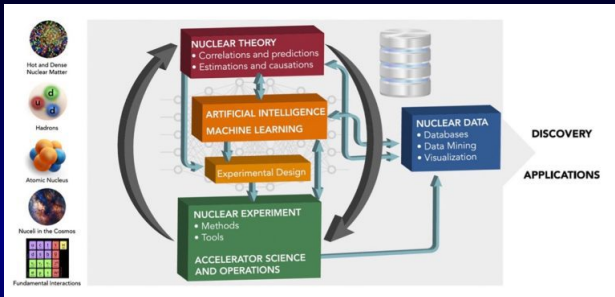 Hot and Dense
Nuclear Matter
Hadrons
Atomic Nucleus
Nuceli in the Cosmos
Fundamental Interactions
NUCLEAR THEORY
• Correlations and predictions
• Estimations and causations
ARTIFICIAL INTELLIGENCE
MACHINE LEARNING
Experimental Design
NUCLEAR EXPERIMENT
• Methods
• Tools
ACCELERATOR SCIENCE
AND OPERATIONS
NUCLEAR DATA
• Databases
• Data Mining
• Visualization
DISCOVERY
APPLICATIONS
d
u
d